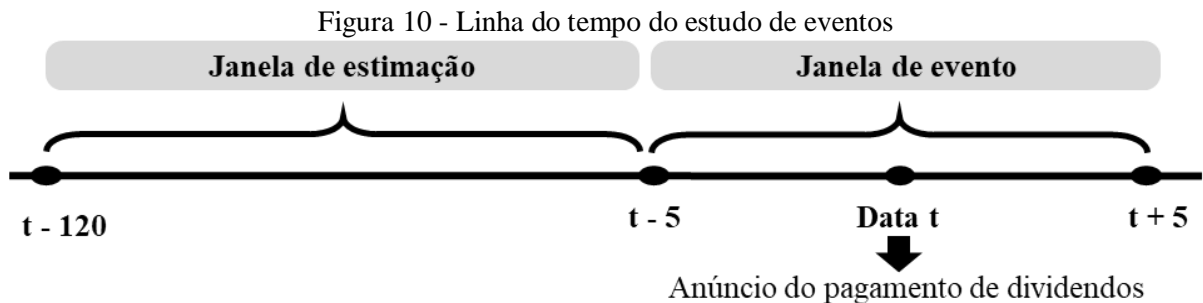 Figura 10 - Linha do tempo do estudo de eventos
Janela de estimação Janela de evento
t - 120 t - 5 Data t t + 5
Anúncio do pagamento de dividendos